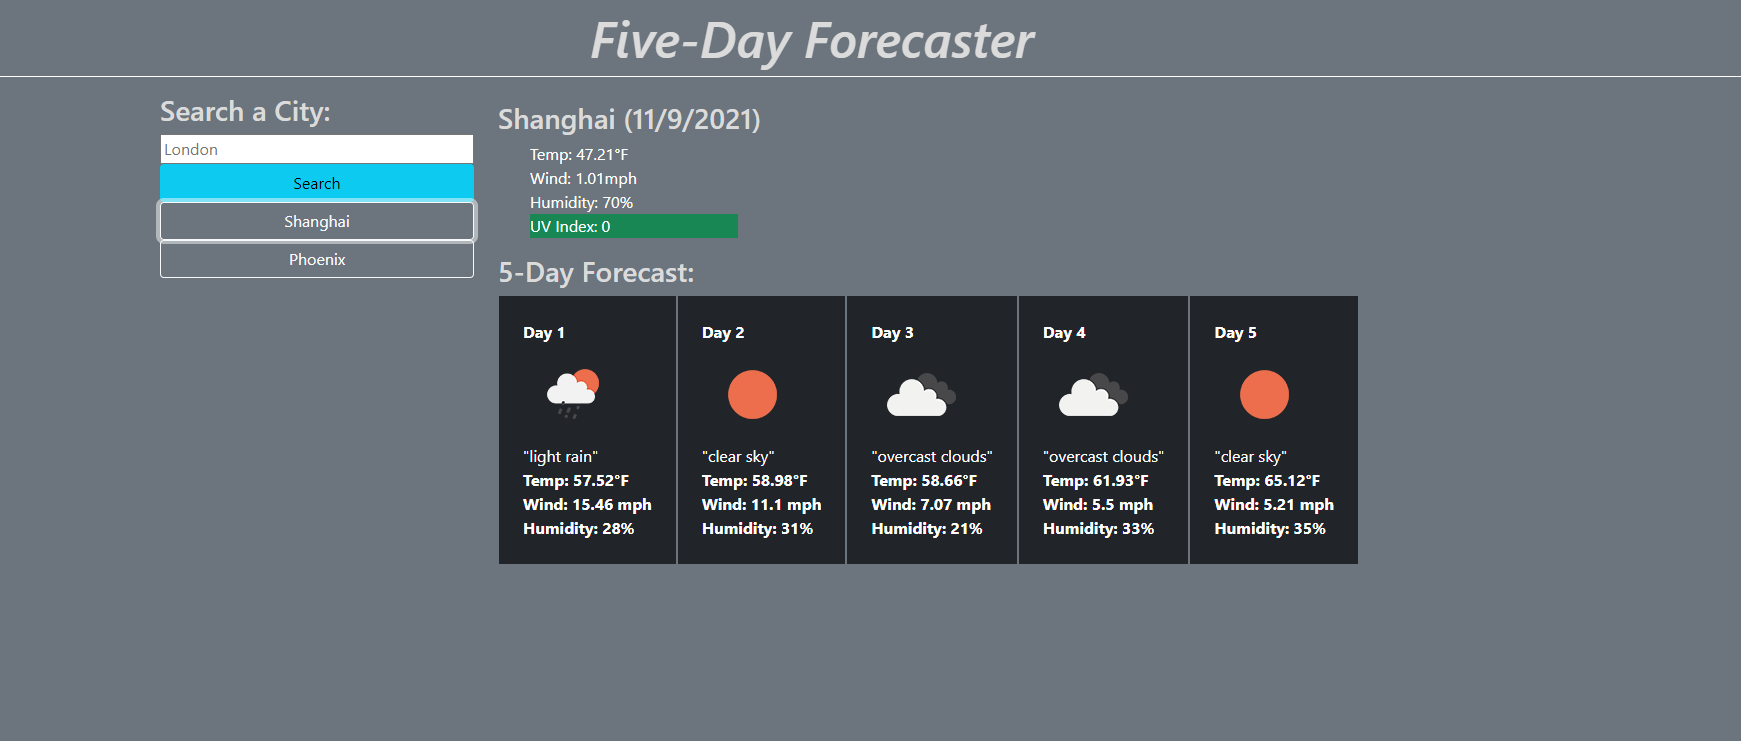 Five-Day Forecaster
Search a City:
London
Search
Shanghai
Phoenix
Shanghai (11/9/2021)
Temp: 47.21°F
Wind: 1.01mph
Humidity: 70%
UV Index: 0
5-Day Forecast:
Day 1
"light rain"
Temp: 57.52°F
Wind: 15.46 mph
Humidity: 28%
Day 2
"clear sky"
Temp: 58.98°F
Wind: 11.1 mph
Humidity: 31%
Day 3
"overcast clouds"
Temp: 58.66°F
Wind: 7.07 mph
Humidity: 21%
Day 4
"overcast clouds"
Temp: 61.93°F
Wind: 5.5 mph
Humidity: 33%
Day 5
"clear sky"
Temp: 65.12°F
Wind: 5.21 mph
Humidity: 35%